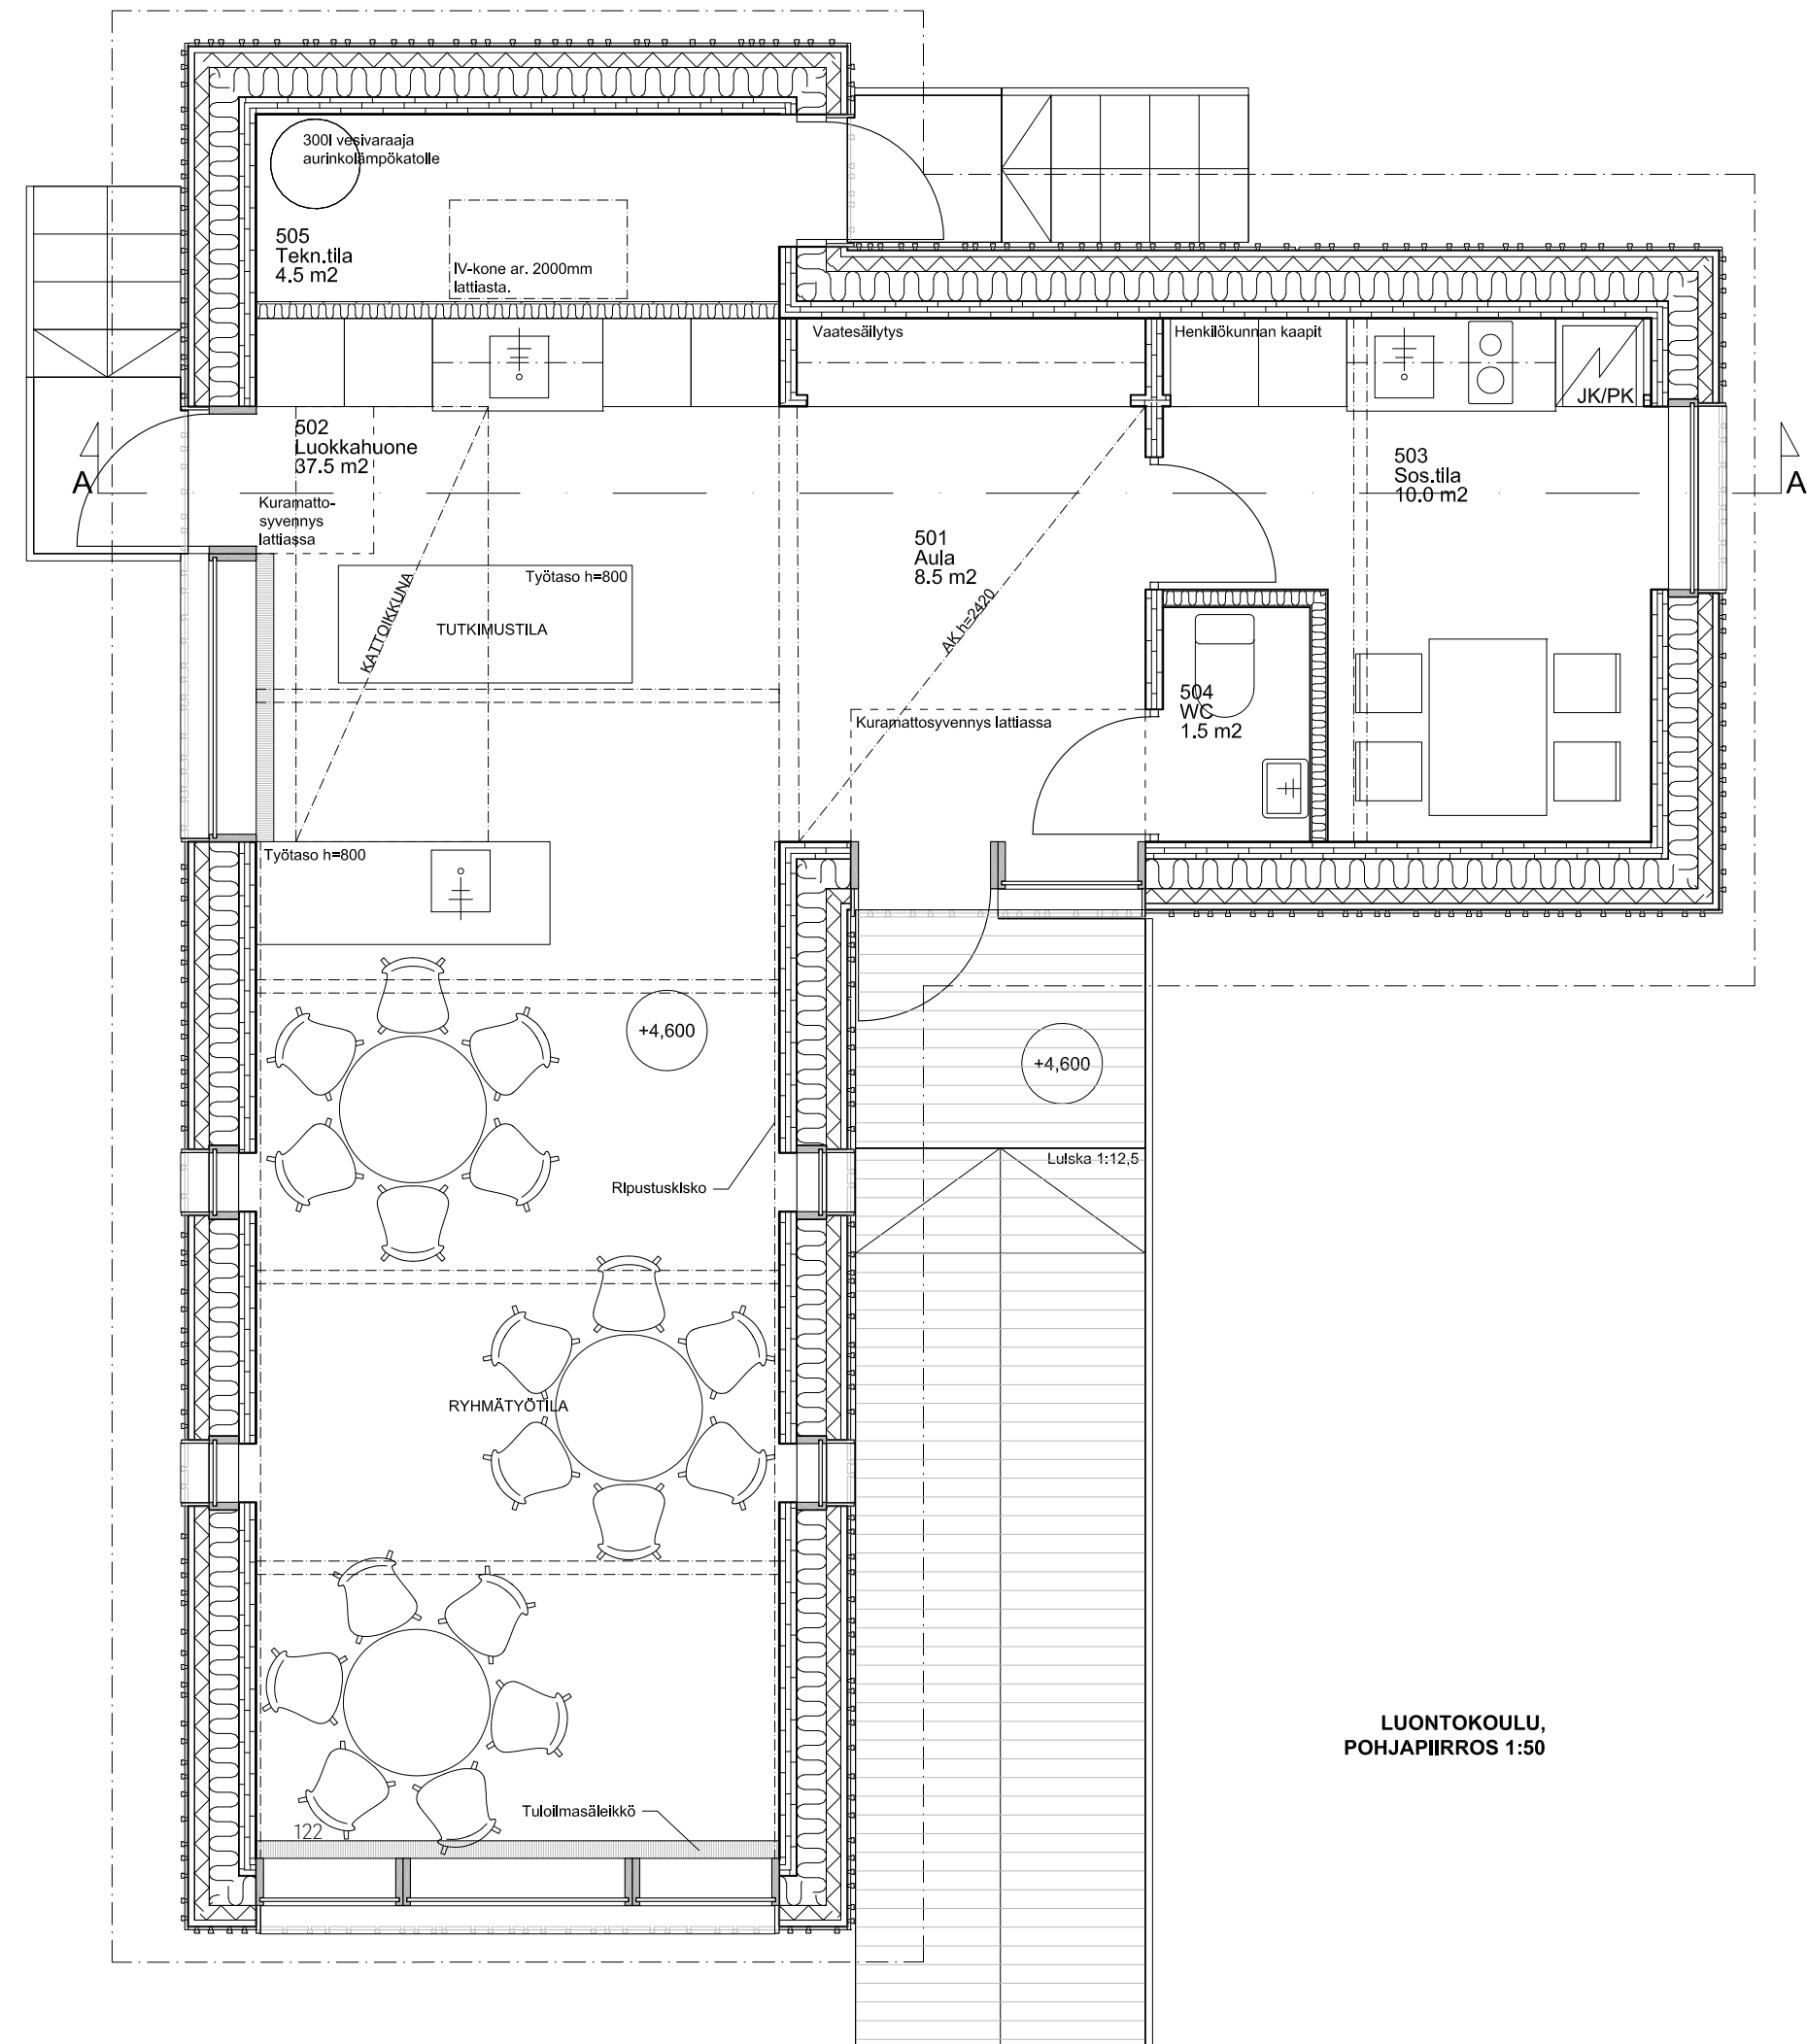 300l vesivaraaja
aurinkolämpökatolle
505
Tekn.tila
4.5 m2
IV-kone ar. 2000mm
lattiasta.
Vaatesäilytys
Henkilökunnan kaapit
JK/PK
502
Luokkahuone
37.5 m2
A
A
503
Sos.tila
10.0 m2
Kuramatto-
syvennys
lattiassa
501
Aula
8.5 m2
Työtaso h=800
TUTKIMUSTILA
KATTOIKKUNA
AK h=2420
504
WC
1.5 m2
Kuramattosyvennys lattiassa
Työtaso h=800
+4,600
+4,600
Luiska 1:12,5
Ripustuskisko
RYHMÄTYÖTILA
LUONTOKOULU,
POHJAPIIRROS 1:50
Tuloilmasäleikkö
122